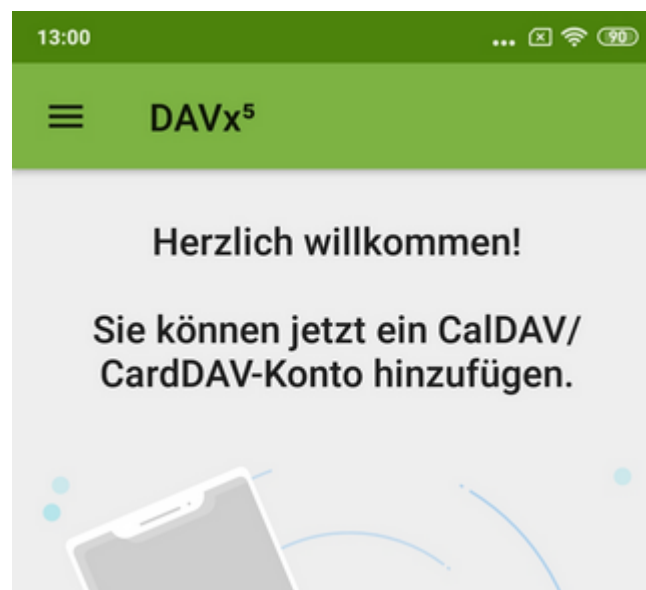 13:00
90
DAVx⁵
Herzlich willkommen!
Sie können jetzt ein CalDAV/
CardDAV-Konto hinzufügen.